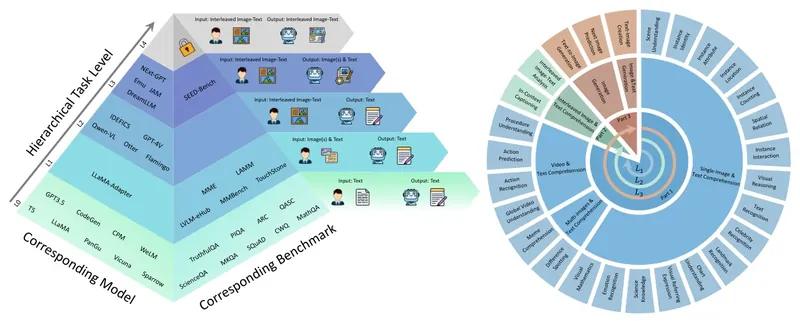 Hierarchical Task Level
L4
L3
L2
L1
L0
Input: Interleaved Image-Text Output: Interleaved Image-Text
Input: Interleaved Image-Text Output: Image(s) & Text
Input: Interleaved Image-Text Output: Text
Input: Image(s) & Text Output: Text
Input: Text Output: Text
NExt-GPT
Emu JAM
DreamLLM
SEED-Bench
IDEFICS GPT-4V
Qwen-VL Otter Flamingo
LLaMA-Adapter
MME LAMM
LVLM-eHub MMBench TouchStone
GPT3.5 CodeGen CPM WeLM
T5 LLaMA PanGu Vicuna Sparrow
TruthfulQA PIQA ARC QASC
ScienceQA MKQA SQuAD CWQ MathQA
Corresponding Model
Corresponding Benchmark
Scene Understanding
Instance Identity
Instance Attribute
Instance Location
Instance Counting
Spatial Relation
Instance Interaction
Visual Reasoning
Text Recognition
Celebrity Recognition
Landmark Recognition
Chart Understanding
Visual Referring Expression
Science Knowledge
Emotion Recognition
Visual Mathematics
Difference Spotting
Meme Comprehension
Global Video Understanding
Action Recognition
Action Prediction
Procedure Understanding
In Context Captioning
Interleaved Image-Text Analysis
Text-to-Image Generation
Next Image Prediction
Text-Image Creation
Single-Image & Text Comprehension
Multi-Images & Text Comprehension
Video & Text Comprehension
Interleaved Image & Text Comprehension
Image Generation
Image & Text Generation
Part 1
Part 3
L1
L2
L3